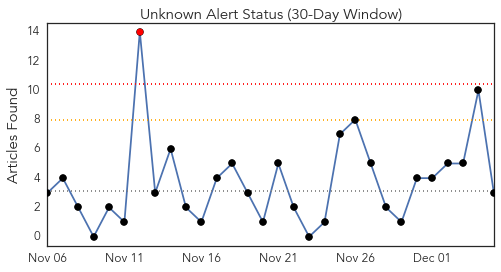 Unknown Alert Status (30-Day Window)
Articles Found
14
12
10
8
6
4
2
0
Nov 06 Nov 11 Nov 16 Nov 21 Nov 26 Dec 01